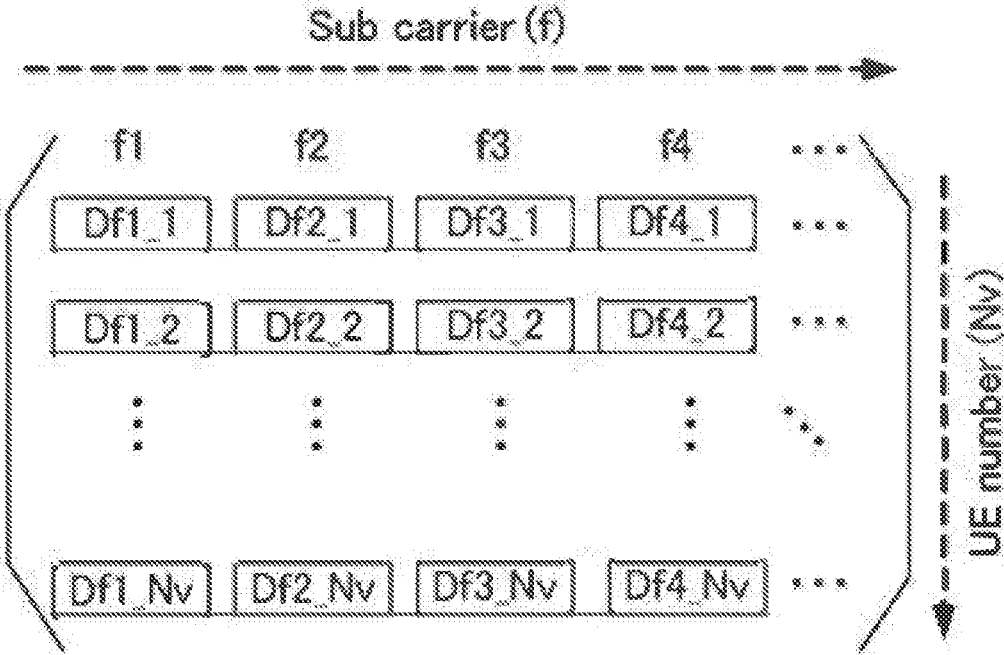 Sub carrier (f)
f1 f2 f3 f4 ...
Df1_1 Df2_1 Df3_1 Df4_1 ...
Df1_2 Df2_2 Df3_2 Df4_2 ...
Df1_Nv Df2_Nv Df3_Nv Df4_Nv ...
UE number (Nv)